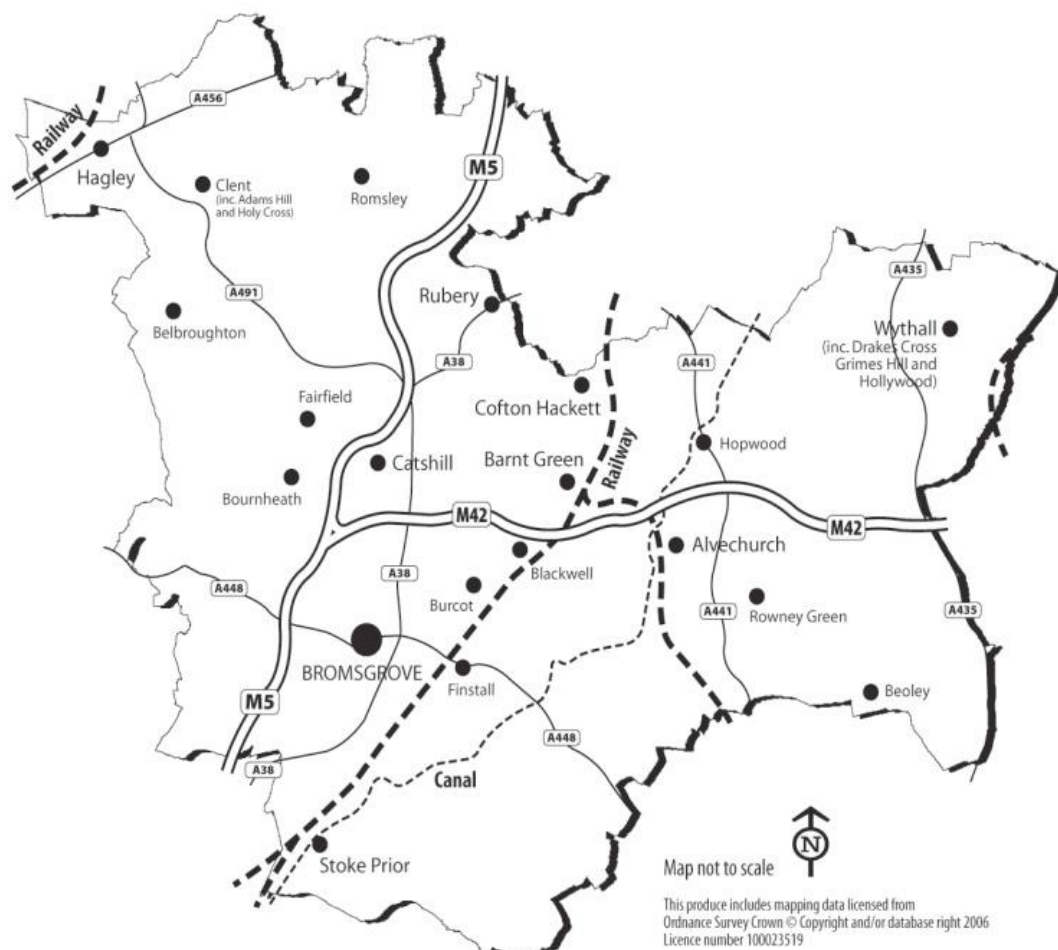 A456
Railway
Hagley
Clent
(inc. Adams Hill
and Holy Cross)
Romsley
M5
A491
Rubery
A435
Belbroughton
Wythall
(inc. Drakes Cross
Grimes Hill and
Hollywood)
A38
A441
Fairfield
Cofton Hackett
Railway
Hopwood
Catshill
Barnt Green
Bournheath
M42
M42
Alvechurch
Blackwell
A38
Burcot
A448
A441
Rowney Green
A435
BROMSGROVE
Finstall
Beoley
M5
A448
A38
Canal
Stoke Prior
N
Map not to scale
This produce includes mapping data licensed from
Ordnance Survey Crown © Copyright and/or database right 2006
Licence number 100023519